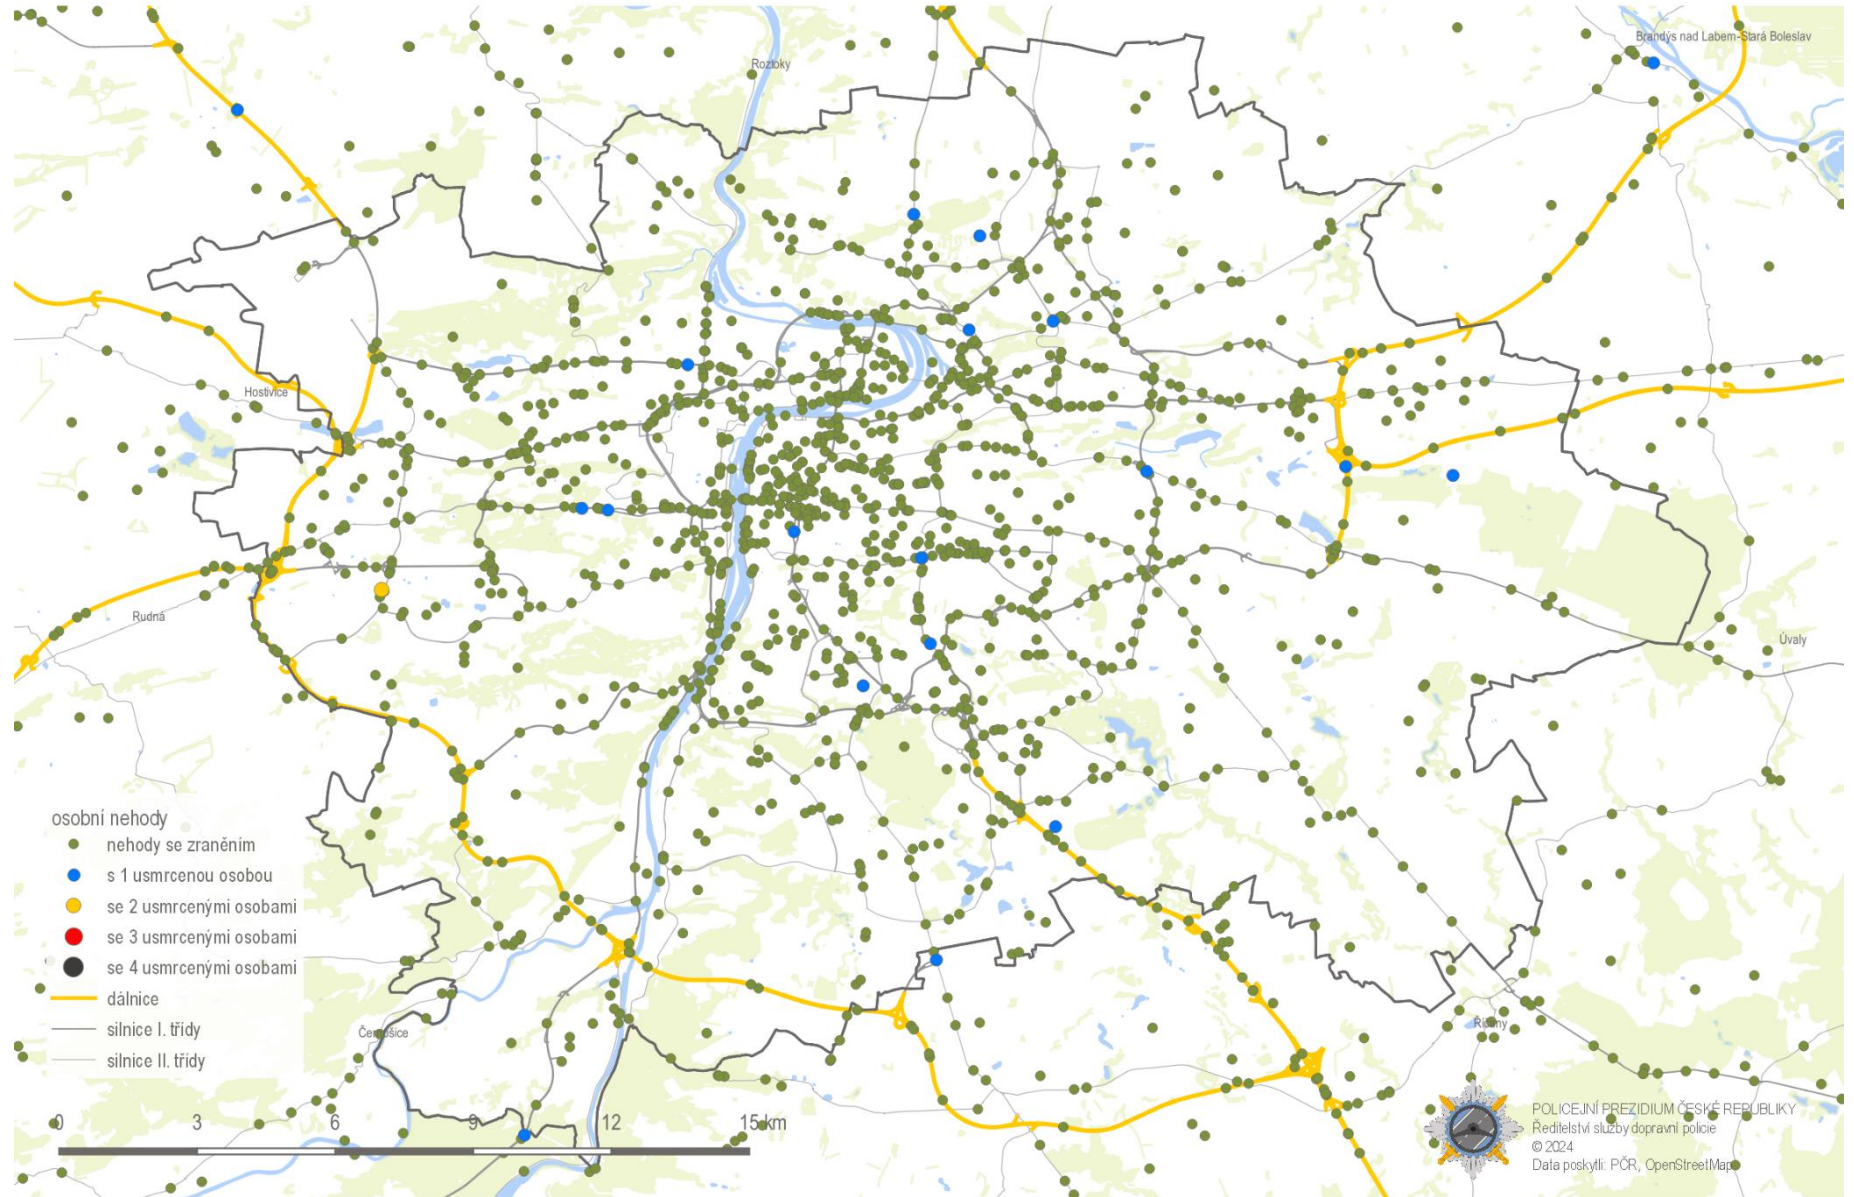 Brandýs nad Labem-Stará Boleslav
Roztoky
Hostivice
Rudná
Úvaly
osobní nehody
nehody se zraněním
s 1 usmrcenou osobou
se 2 usmrcenými osobami
se 3 usmrcenými osobami
se 4 usmrcenými osobami
dálnice
silnice I. třídy
silnice II. třídy
Černošice
Říčany
0 3 6 9 12 15 km
POLICEJNÍ PREZIDIUM ČESKÉ REPUBLIKY
Ředitelství služby dopravní policie
© 2024
Data poskytli: PČR, OpenStreetMap